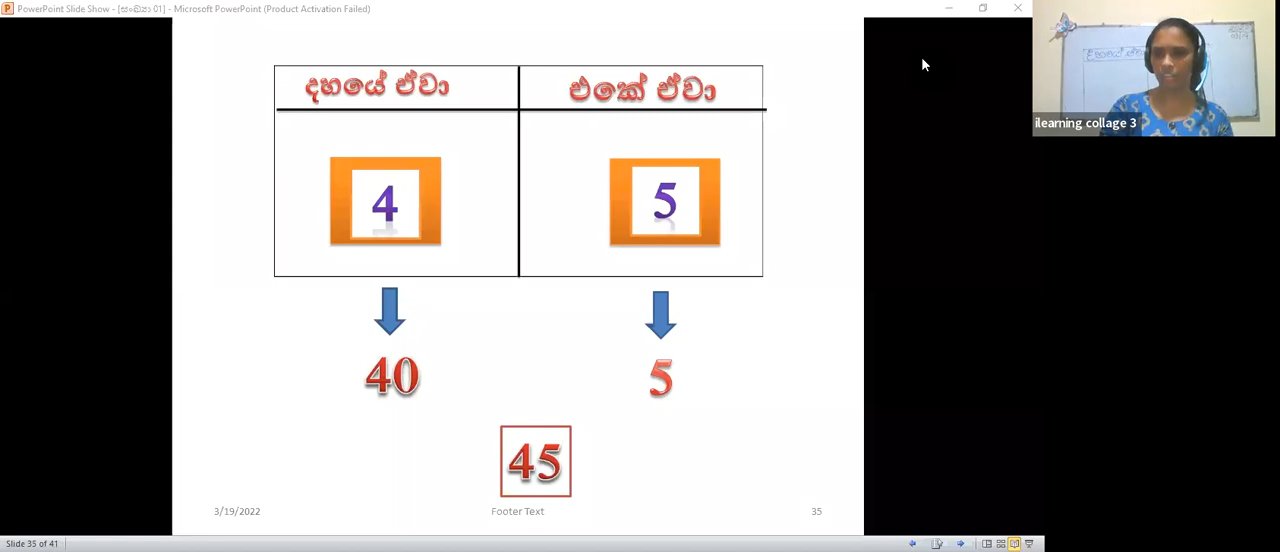 PowerPoint Slide Show - [සංඛ්‍යා 01] - Microsoft PowerPoint (Product Activation Failed)
දහයේ ඒවා
එකේ ඒවා
4
5
40
5
45
3/19/2022
Footer Text
35
Slide 35 of 41
ilearning collage 3